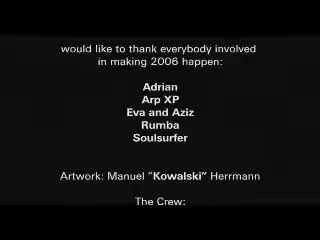 would like to thank everybody involved
in making 2006 happen:
Adrian
Arp XP
Eva and Aziz
Rumba
Soulsurfer
Artwork: Manuel "Kowalski" Herrmann
The Crew: